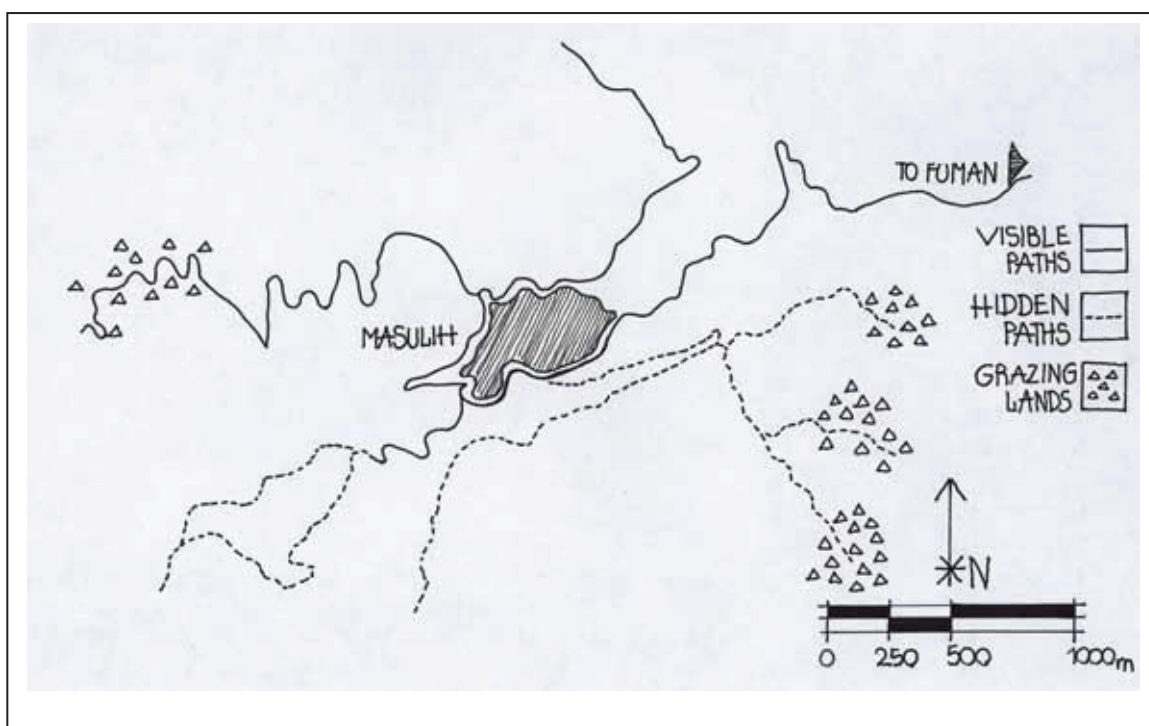 TO FUMAN
VISIBLE
PATHS
MASULIH
HIDDEN
PATHS
GRAZING
LANDS
N
0 250 500 1000m